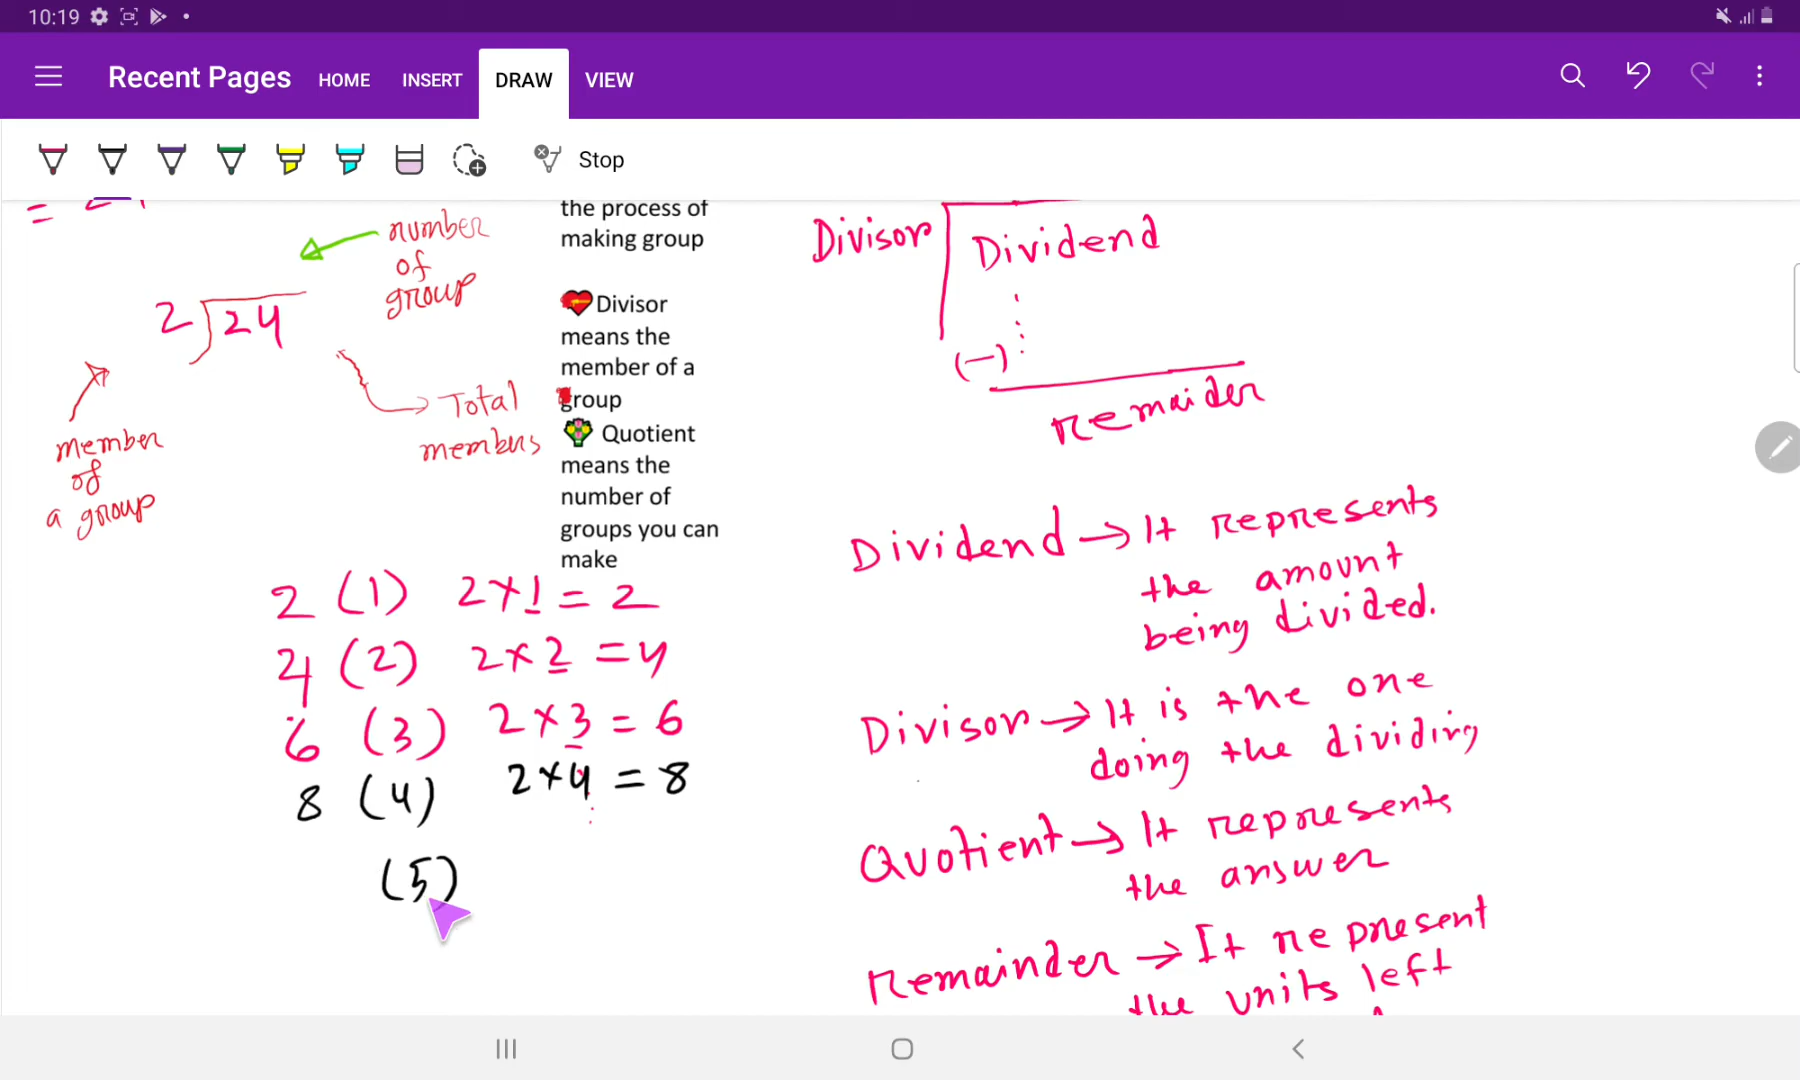 10:19
Recent Pages HOME INSERT DRAW VIEW
Stop
number
of
group
2 24
member
of
a group
Total
members
the process of
making group
Divisor
means the
member of a
group
Quotient
means the
number of
groups you can
make
2 (1) 2×1 = 2
4 (2) 2×2 = 4
6 (3) 2×3 = 6
8 (4) 2×4 = 8
(5)
Divisor Dividend
(-)
Remaider
Dividend → It represents
the amount
being divided.
Divisor → It is the one
doing the dividing
Quotient → It represents
the answer
Remainder → It represent
the units left